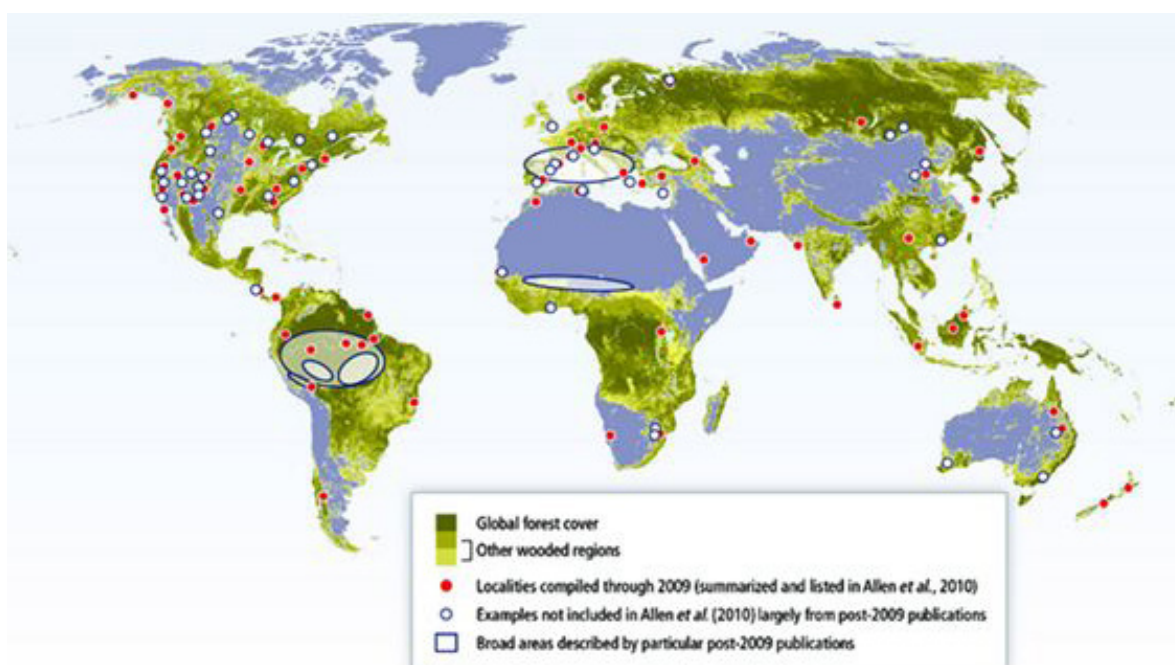 Global forest cover
Other wooded regions
Localities compiled through 2009 (summarized and listed in Allen et al., 2010)
Examples not included in Allen et al. (2010) largely from post-2009 publications
Broad areas described by particular post-2009 publications